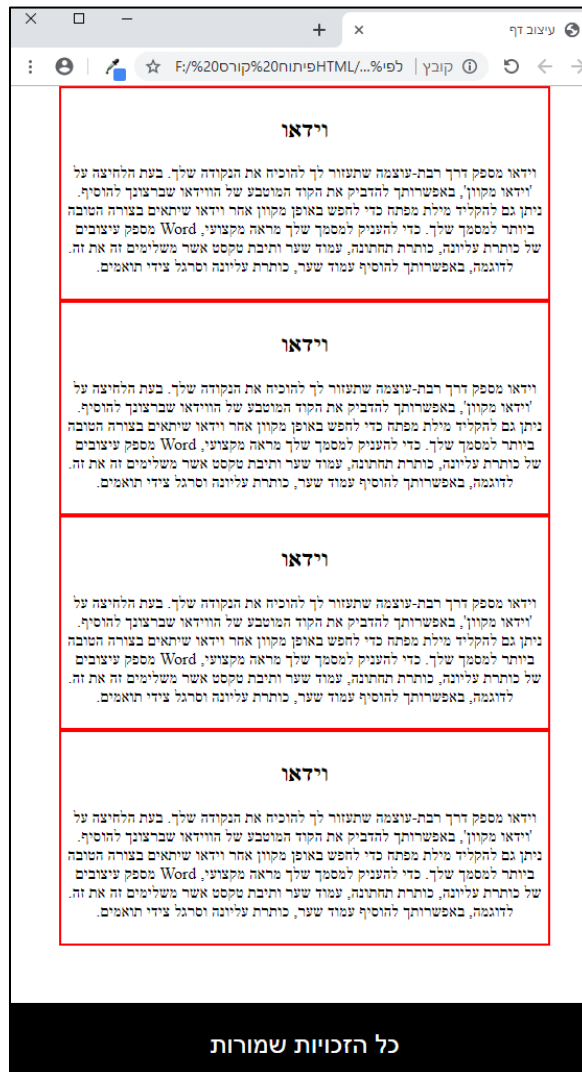 עיצוב דף
קובץ | לפי%.../HTMLפיתוח%20קורס%20/:F
וידאו
וידאו מספק דרך רבת-עוצמה שתעזור לך להוכיח את הנקודה שלך. בעת הלחיצה על
'וידאו מקוון', באפשרותך להדביק את הקוד המוטבע של הווידאו שברצונך להוסיף.
ניתן גם להקליד מילת מפתח כדי לחפש באופן מקוון אחר וידאו שיתאים בצורה הטובה
ביותר למסמך שלך. כדי להעניק למסמך שלך מראה מקצועי, Word מספק עיצובים
של כותרת עליונה, כותרת תחתונה, עמוד שער ותיבת טקסט אשר משלימים זה את זה.
לדוגמה, באפשרותך להוסיף עמוד שער, כותרת עליונה וסרגל צידי תואמים.
וידאו
וידאו מספק דרך רבת-עוצמה שתעזור לך להוכיח את הנקודה שלך. בעת הלחיצה על
'וידאו מקוון', באפשרותך להדביק את הקוד המוטבע של הווידאו שברצונך להוסיף.
ניתן גם להקליד מילת מפתח כדי לחפש באופן מקוון אחר וידאו שיתאים בצורה הטובה
ביותר למסמך שלך. כדי להעניק למסמך שלך מראה מקצועי, Word מספק עיצובים
של כותרת עליונה, כותרת תחתונה, עמוד שער ותיבת טקסט אשר משלימים זה את זה.
לדוגמה, באפשרותך להוסיף עמוד שער, כותרת עליונה וסרגל צידי תואמים.
וידאו
וידאו מספק דרך רבת-עוצמה שתעזור לך להוכיח את הנקודה שלך. בעת הלחיצה על
'וידאו מקוון', באפשרותך להדביק את הקוד המוטבע של הווידאו שברצונך להוסיף.
ניתן גם להקליד מילת מפתח כדי לחפש באופן מקוון אחר וידאו שיתאים בצורה הטובה
ביותר למסמך שלך. כדי להעניק למסמך שלך מראה מקצועי, Word מספק עיצובים
של כותרת עליונה, כותרת תחתונה, עמוד שער ותיבת טקסט אשר משלימים זה את זה.
לדוגמה, באפשרותך להוסיף עמוד שער, כותרת עליונה וסרגל צידי תואמים.
וידאו
וידאו מספק דרך רבת-עוצמה שתעזור לך להוכיח את הנקודה שלך. בעת הלחיצה על
'וידאו מקוון', באפשרותך להדביק את הקוד המוטבע של הווידאו שברצונך להוסיף.
ניתן גם להקליד מילת מפתח כדי לחפש באופן מקוון אחר וידאו שיתאים בצורה הטובה
ביותר למסמך שלך. כדי להעניק למסמך שלך מראה מקצועי, Word מספק עיצובים
של כותרת עליונה, כותרת תחתונה, עמוד שער ותיבת טקסט אשר משלימים זה את זה.
לדוגמה, באפשרותך להוסיף עמוד שער, כותרת עליונה וסרגל צידי תואמים.
כל הזכויות שמורות